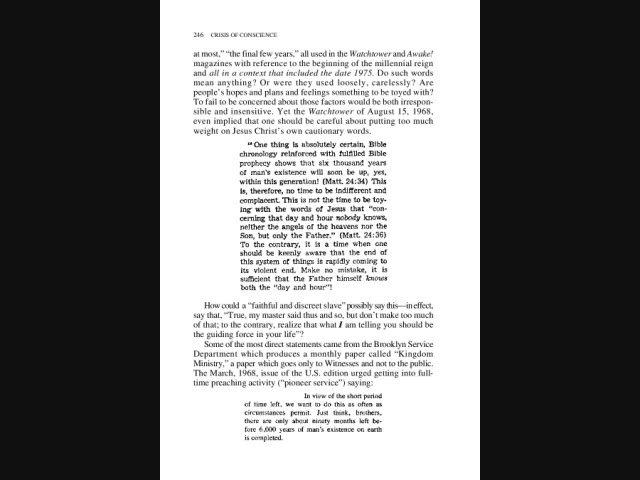 246 CRISIS OF CONSCIENCE
at most,” “the final few years,” all used in the Watchtower and Awake!
magazines with reference to the beginning of the millennial reign
and all in a context that included the date 1975. Do such words
mean anything? Or were they used loosely, carelessly? Are
people’s hopes and plans and feelings something to be toyed with?
To fail to be concerned about those factors would be both irrespon-
sible and insensitive. Yet the Watchtower of August 15, 1968,
even implied that one should be careful about putting too much
weight on Jesus Christ’s own cautionary words.
One thing is absolutely certain, Bible
chronology reinforced with fulfilled Bible
prophecy shows that six thousand years
of man’s existence will soon be up, yes,
within this generation! (Matt. 24:34) This
is, therefore, no time to be indifferent and
complacent. This is not the time to be toy-
ing with the words of Jesus that “con-
cerning that day and hour nobody knows,
neither the angels of the heavens nor the
Son, but only the Father.” (Matt. 24:36)
To the contrary, it is a time when one
should be keenly aware that the end of
this system of things is rapidly coming to
its violent end. Make no mistake, it is
sufficient that the Father himself knows
both the “day and hour”!
How could a “faithful and discreet slave” possibly say this—in effect,
say that, “True, my master said thus and so, but don’t make too much
of that; to the contrary, realize that what I am telling you should be
the guiding force in your life”?
Some of the most direct statements came from the Brooklyn Service
Department which produces a monthly paper called “Kingdom
Ministry,” a paper which goes only to Witnesses and not to the public.
The March, 1968, issue of the U.S. edition urged getting into full-
time preaching activity (“pioneer service”) saying:
In view of the short period
of time left, we want to do this as often as
circumstances permit. Just think, brothers,
there are only about ninety months left be-
fore 6,000 years of man’s existence on earth
is completed.